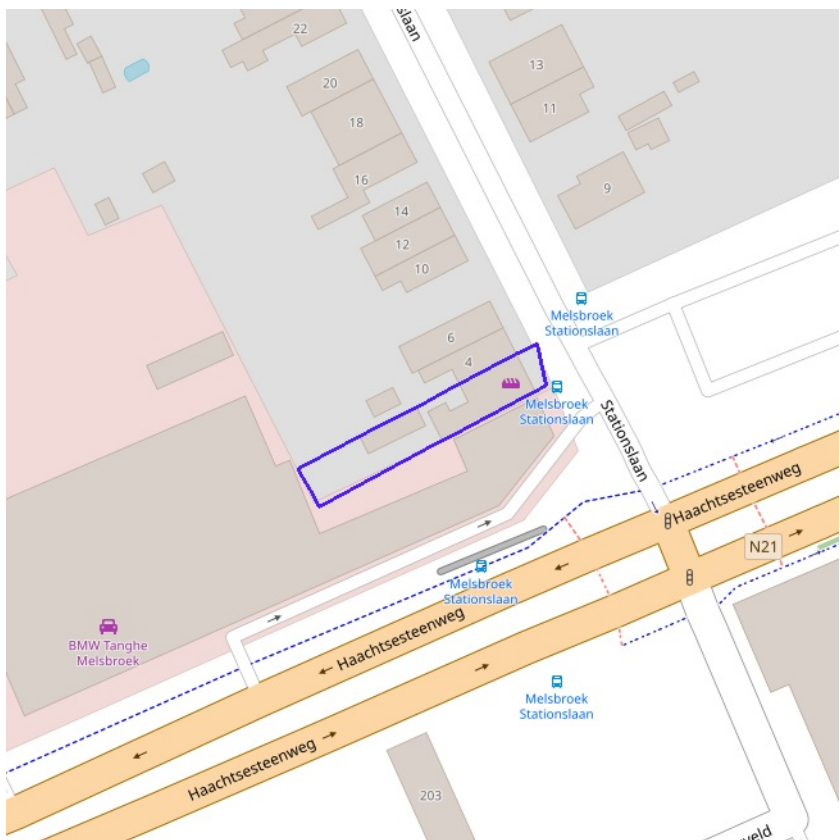 slaan
22
20
18
16
14
12
10
6
4
13
11
9
Melsbroek
Stationslaan
Melsbroek
Stationslaan
Stationslaan
Haachtsesteenweg
N21
Melsbroek
Stationslaan
Haachtsesteenweg
BMW Tanghe
Melsbroek
Melsbroek
Stationslaan
Haachtsesteenweg
203
veld